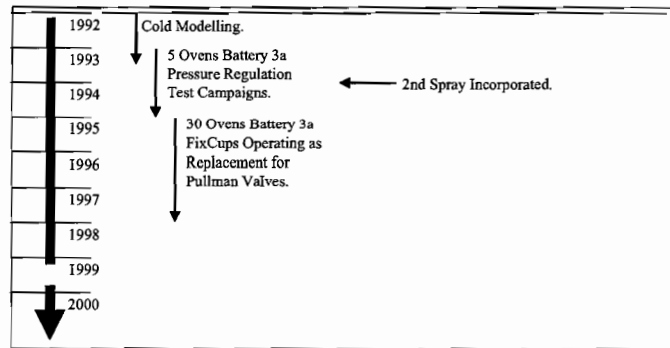 1992
Cold Modelling.
1993
5 Ovens Battery 3a
Pressure Regulation
Test Campaigns.
2nd Spray Incorporated.
1994
1995
30 Ovens Battery 3a
FixCups Operating as
Replacement for
Pullman Valves.
1996
1997
1998
1999
2000